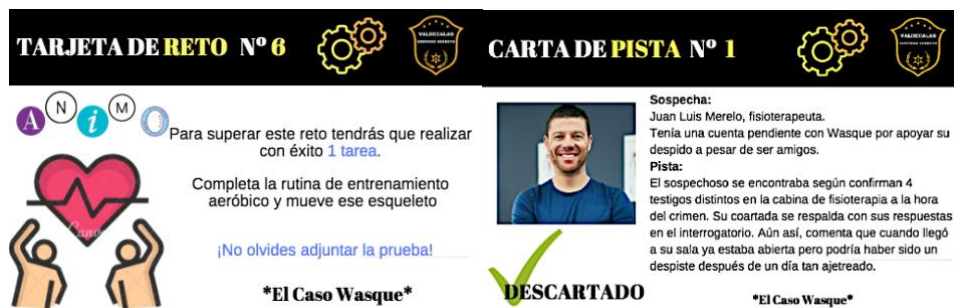 TARJETA DE RETO Nº 6
VALDECALAS
SERVICIO SECRETO
ANiMO
Para superar este reto tendrás que realizar
con éxito 1 tarea.
Completa la rutina de entrenamiento
aeróbico y mueve ese esqueleto
¡No olvides adjuntar la prueba!
*El Caso Wasque*
CARTA DE PISTA Nº 1
VALDECALAS
SERVICIO SECRETO
Sospecha:
Juan Luis Merelo, fisioterapeuta.
Tenía una cuenta pendiente con Wasque por apoyar su
despido a pesar de ser amigos.
Pista:
El sospechoso se encontraba según confirman 4
testigos distintos en la cabina de fisioterapia a la hora
del crimen. Su coartada se respalda con sus respuestas
en el interrogatorio. Aún así, comenta que cuando llegó
a su sala ya estaba abierta pero podría haber sido un
despiste después de un día tan ajetreado.
DESCARTADO
*El Caso Wasque*